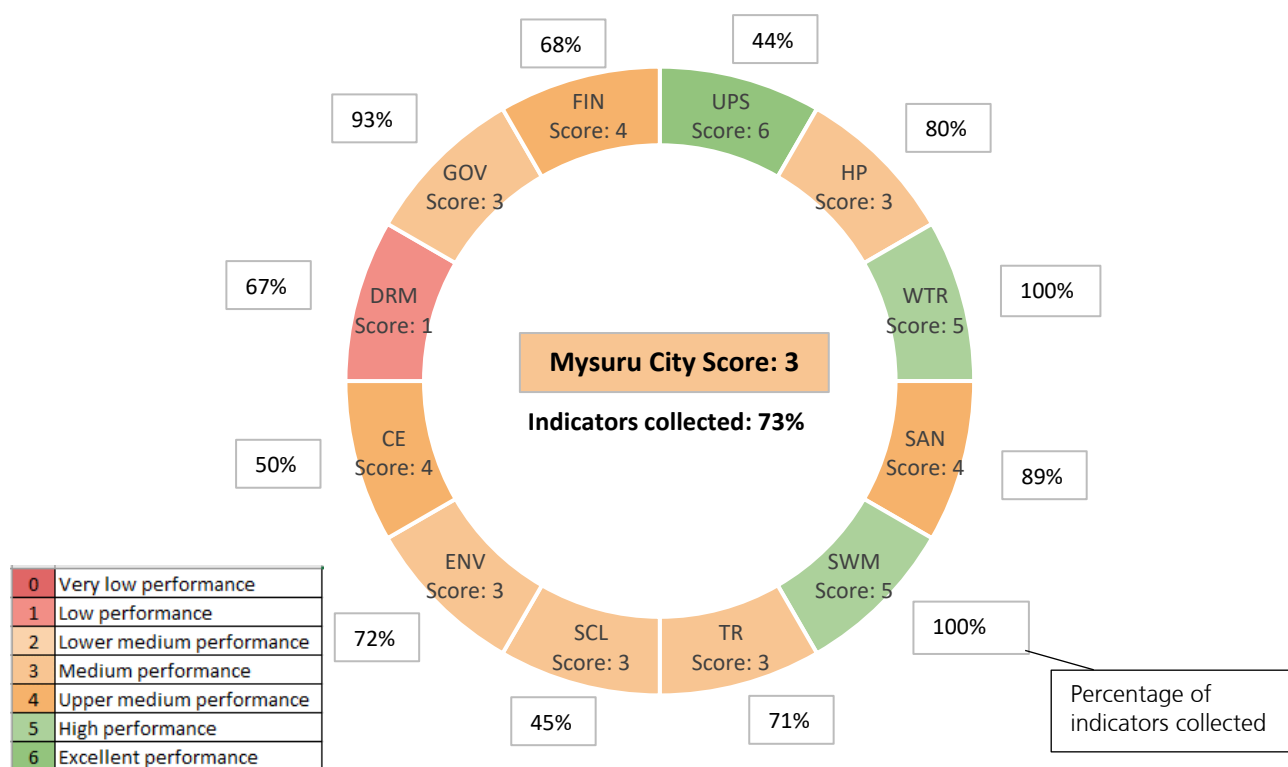 68%
44%
FIN
Score: 4
UPS
Score: 6
93%
80%
GOV
Score: 3
HP
Score: 3
67%
100%
DRM
Score: 1
WTR
Score: 5
Mysuru City Score: 3
Indicators collected: 73%
50%
89%
CE
Score: 4
SAN
Score: 4
ENV
Score: 3
SWM
Score: 5
72%
100%
SCL
Score: 3
TR
Score: 3
45%
71%
Percentage of
indicators collected
0 Very low performance
1 Low performance
2 Lower medium performance
3 Medium performance
4 Upper medium performance
5 High performance
6 Excellent performance